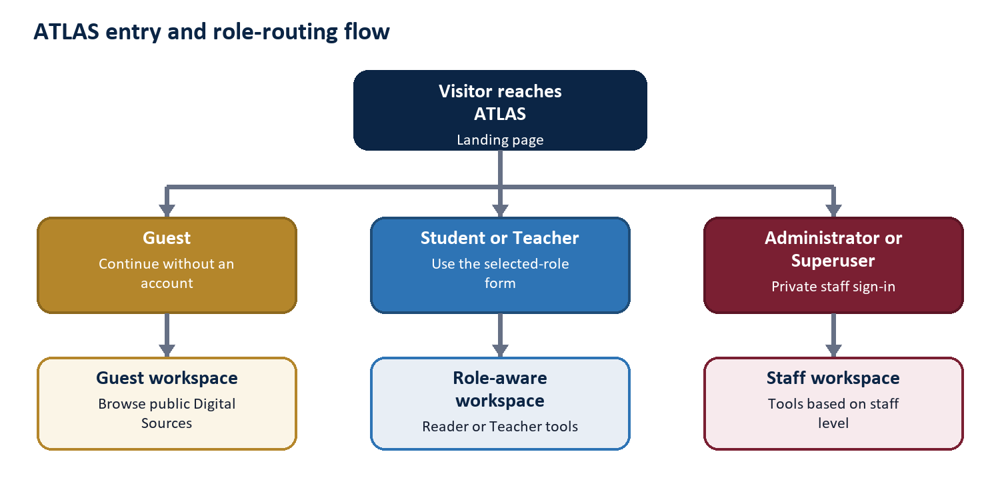 ATLAS entry and role-routing flow
Visitor reaches
ATLAS
Landing page
Guest
Continue without an
account
Student or Teacher
Use the selected-role
form
Administrator or
Superuser
Private staff sign-in
Guest workspace
Browse public Digital
Sources
Role-aware
workspace
Reader or Teacher tools
Staff workspace
Tools based on staff
level